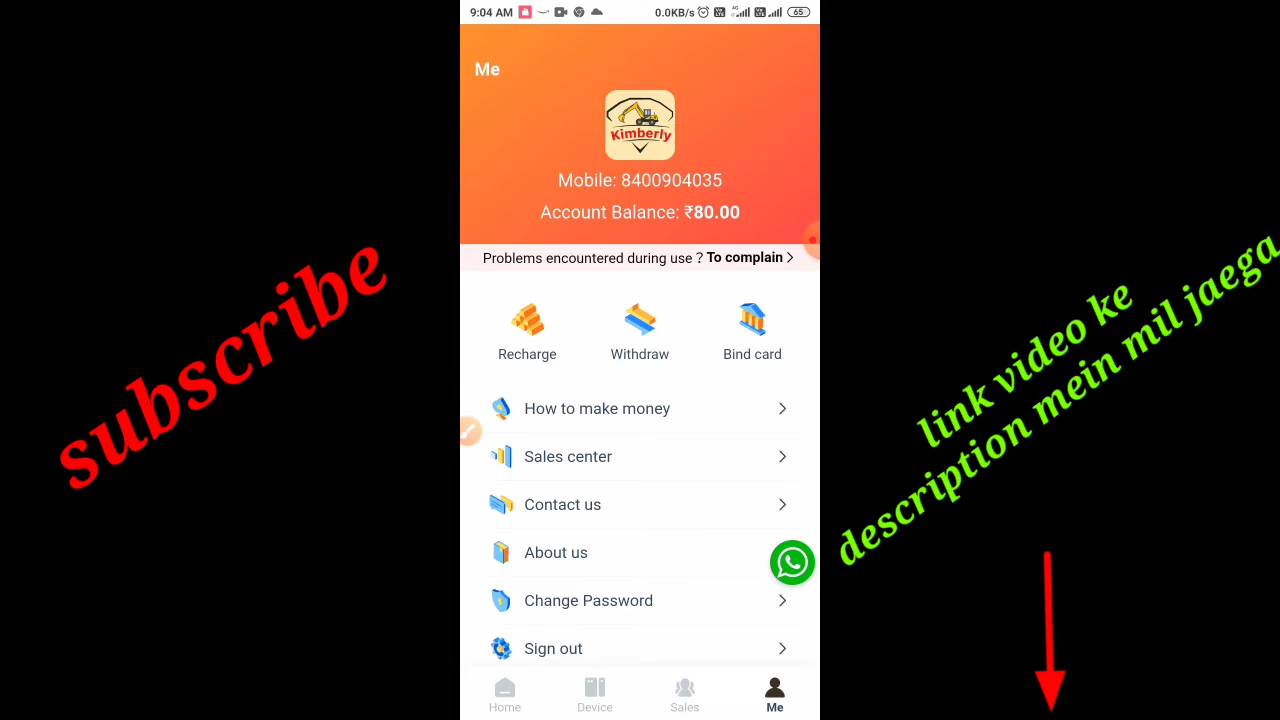 9:04 AM
0.0KB/s
4G
65
Me
Kimberly
Mobile: 8400904035
Account Balance: ₹80.00
Problems encountered during use ? To complain
Recharge
Withdraw
Bind card
How to make money
Sales center
Contact us
About us
Change Password
Sign out
Home
Device
Sales
Me
subscribe
link video ke
description mein mil jaega